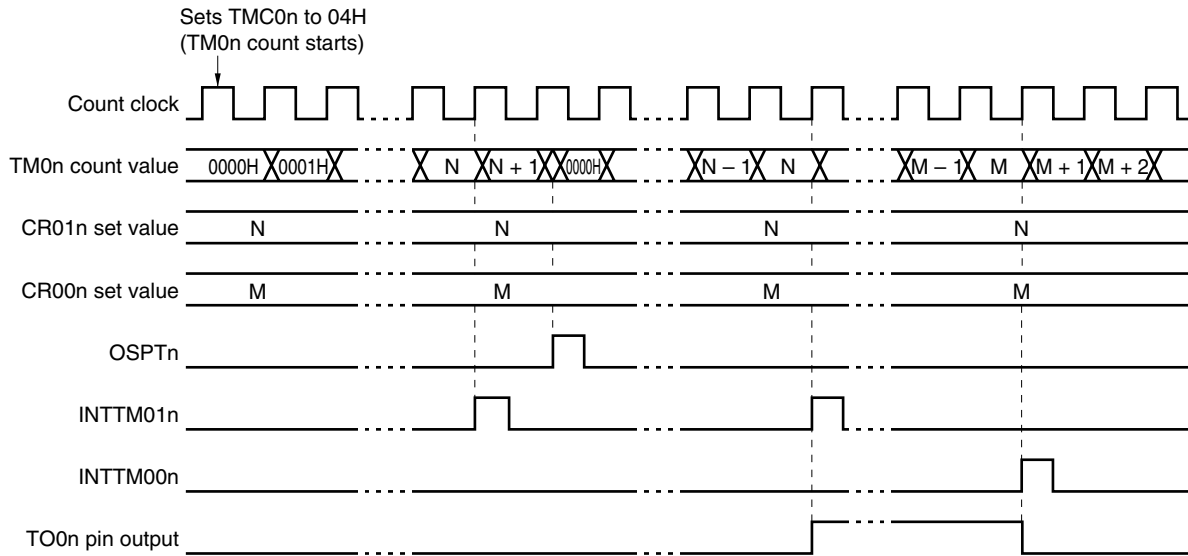 Sets TMC0n to 04H
(TM0n count starts)
Count clock
TM0n count value 0000H 0001H N N + 1 0000H N − 1 N M − 1 M M + 1 M + 2
CR01n set value N N N N
CR00n set value M M M M
OSPTn
INTTM01n
INTTM00n
TO0n pin output